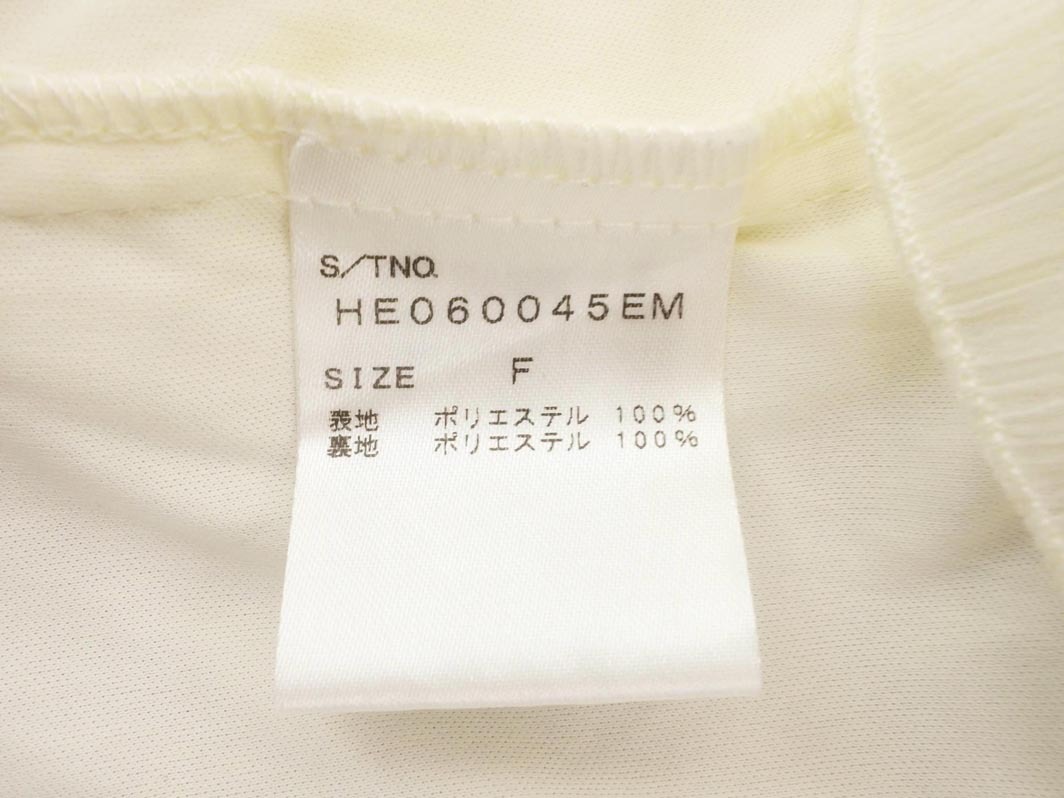 S/TNO.
HE060045EM
SIZE F
表地 ポリエステル 100%
裏地 ポリエステル 100%